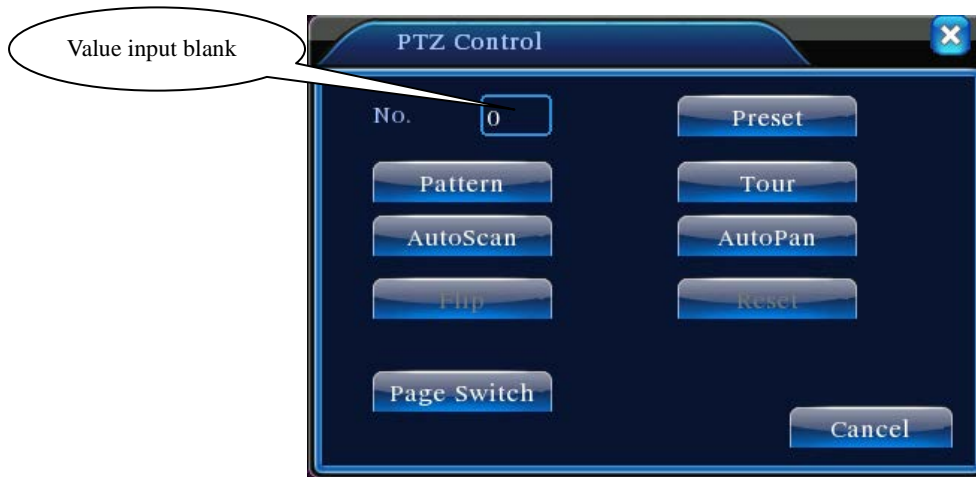 Value input blank
PTZ Control
No. 0 Preset
Pattern Tour
AutoScan AutoPan
Flip Reset
Page Switch
Cancel